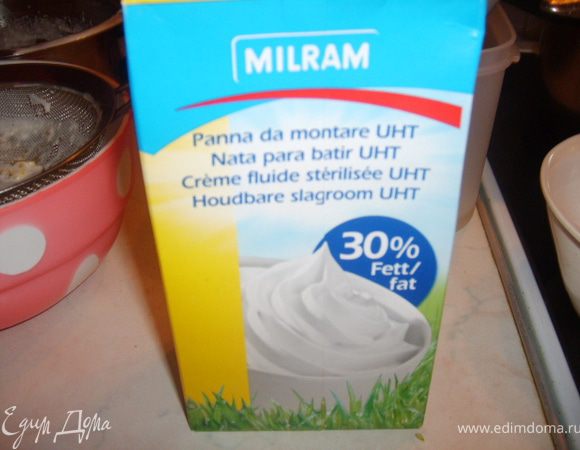 MILRAM
Panna da montare UHT
Nata para batir UHT
Crème fluide stérilisée UHT
Houdbare slagroom UHT
30%
Fett/
fat
Едим Дома
www.edimdoma.ru